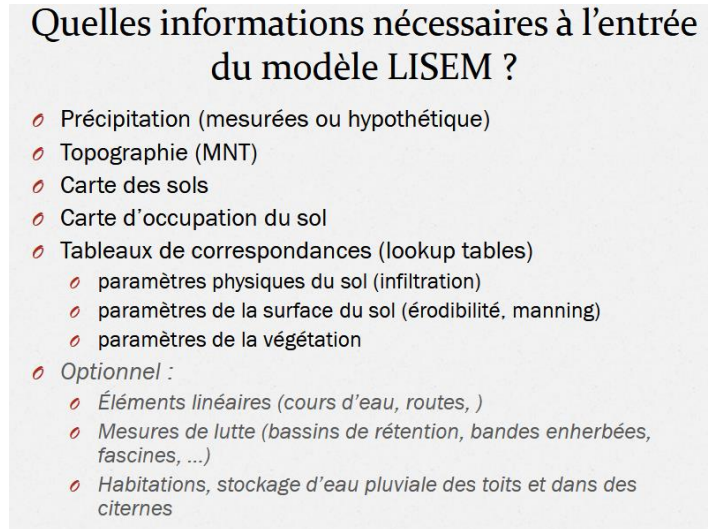 Quelles informations nécessaires à l'entrée
du modèle LISEM ?
Précipitation (mesurées ou hypothétique)
Topographie (MNT)
Carte des sols
Carte d'occupation du sol
Tableaux de correspondances (lookup tables)
paramètres physiques du sol (infiltration)
paramètres de la surface du sol (érodibilité, manning)
paramètres de la végétation
Optionnel :
Éléments linéaires (cours d'eau, routes, )
Mesures de lutte (bassins de rétention, bandes enherbées,
fascines, ...)
Habitations, stockage d'eau pluviale des toits et dans des
citernes